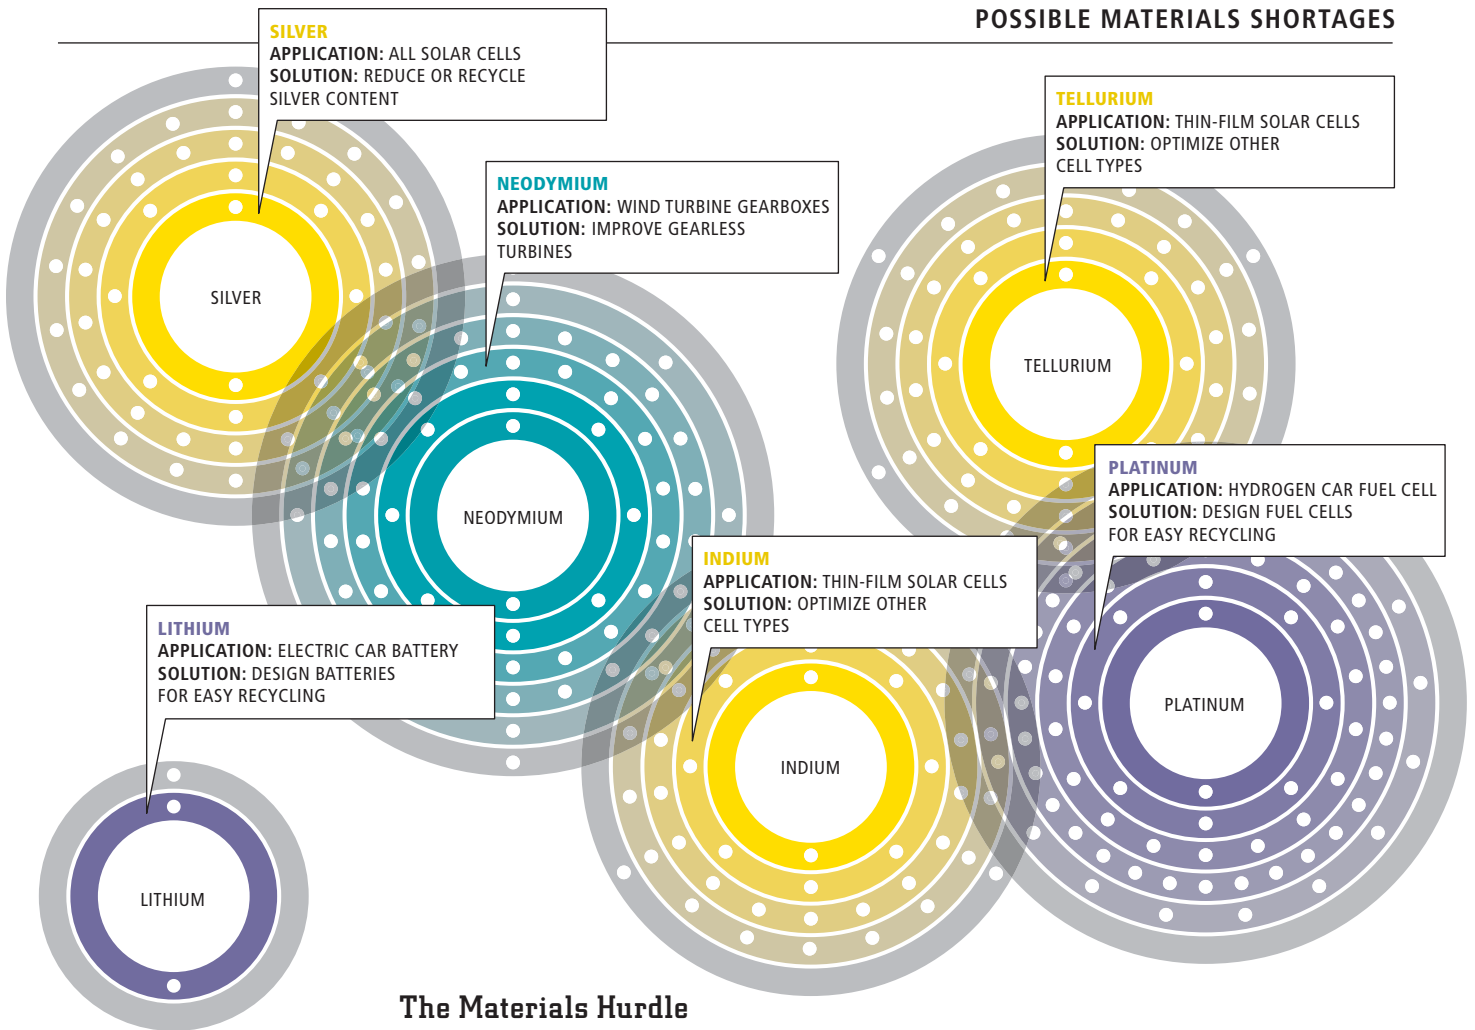 POSSIBLE MATERIALS SHORTAGES
SILVER
APPLICATION: ALL SOLAR CELLS
SOLUTION: REDUCE OR RECYCLE
SILVER CONTENT
TELLURIUM
APPLICATION: THIN-FILM SOLAR CELLS
SOLUTION: OPTIMIZE OTHER
CELL TYPES
NEODYMIUM
APPLICATION: WIND TURBINE GEARBOXES
SOLUTION: IMPROVE GEARLESS
TURBINES
SILVER
TELLURIUM
PLATINUM
APPLICATION: HYDROGEN CAR FUEL CELL
SOLUTION: DESIGN FUEL CELLS
FOR EASY RECYCLING
NEODYMIUM
INDIUM
APPLICATION: THIN-FILM SOLAR CELLS
SOLUTION: OPTIMIZE OTHER
CELL TYPES
LITHIUM
APPLICATION: ELECTRIC CAR BATTERY
SOLUTION: DESIGN BATTERIES
FOR EASY RECYCLING
PLATINUM
INDIUM
LITHIUM
The Materials Hurdle